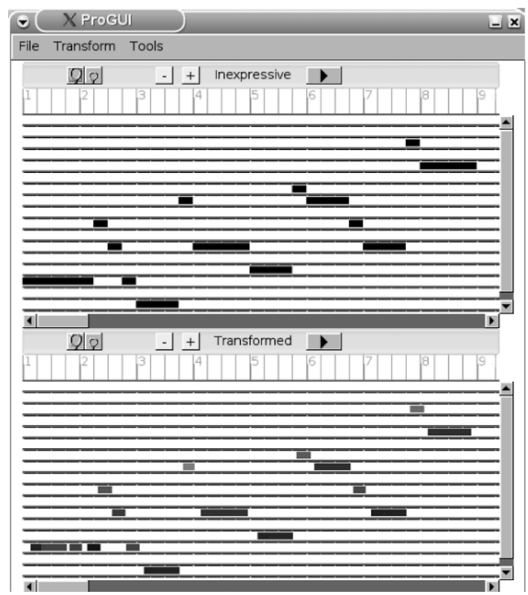 ProGUI
File Transform Tools
- + Inexpressive
1 2 3 4 5 6 7 8 9
- + Transformed
1 2 3 4 5 6 7 8 9